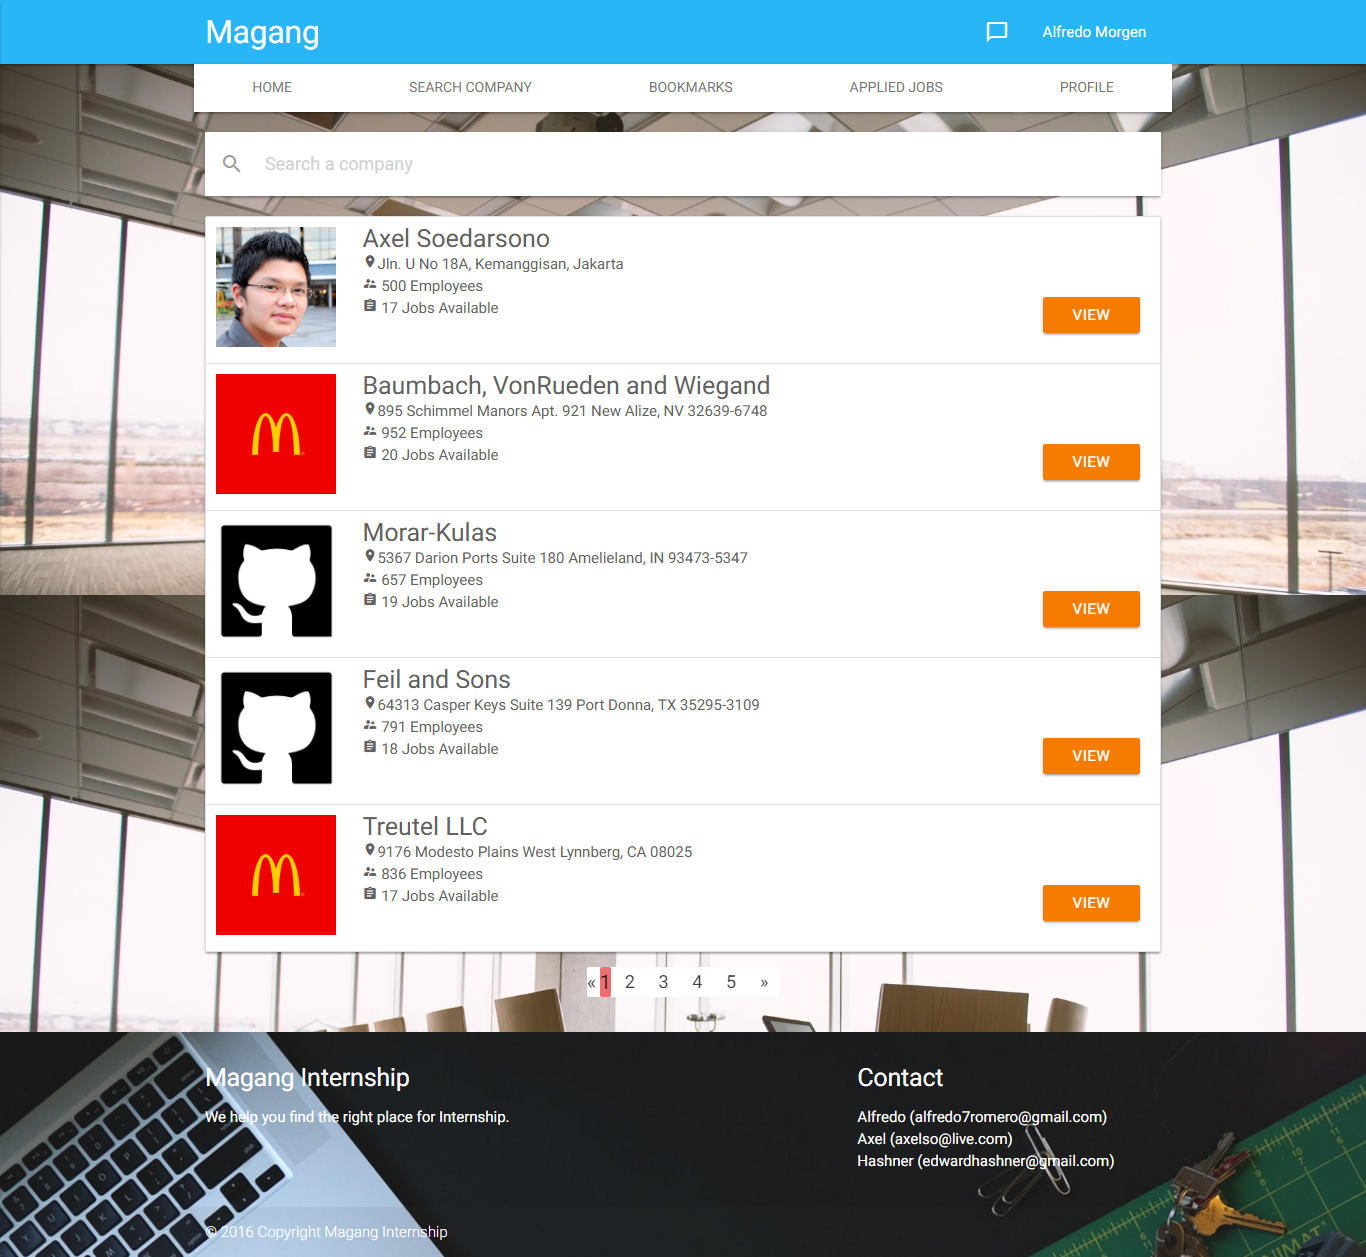 Magang
Alfredo Morgen
HOME
SEARCH COMPANY
BOOKMARKS
APPLIED JOBS
PROFILE
Search a company
Axel Soedarsono
Jln. U No 18A, Kemanggisan, Jakarta
500 Employees
17 Jobs Available
VIEW
Baumbach, VonRueden and Wiegand
895 Schimmel Manors Apt. 921 New Alize, NV 32639-6748
952 Employees
20 Jobs Available
VIEW
Morar-Kulas
5367 Darion Ports Suite 180 Amelieland, IN 93473-5347
657 Employees
19 Jobs Available
VIEW
Feil and Sons
64313 Casper Keys Suite 139 Port Donna, TX 35295-3109
791 Employees
18 Jobs Available
VIEW
Treutel LLC
9176 Modesto Plains West Lynnberg, CA 08025
836 Employees
17 Jobs Available
VIEW
« 1 2 3 4 5 »
Magang Internship
We help you find the right place for Internship.
Contact
Alfredo (alfredo7romero@gmail.com)
Axel (axelso@live.com)
Hashner (edwardhashner@gmail.com)
© 2016 Copyright Magang Internship